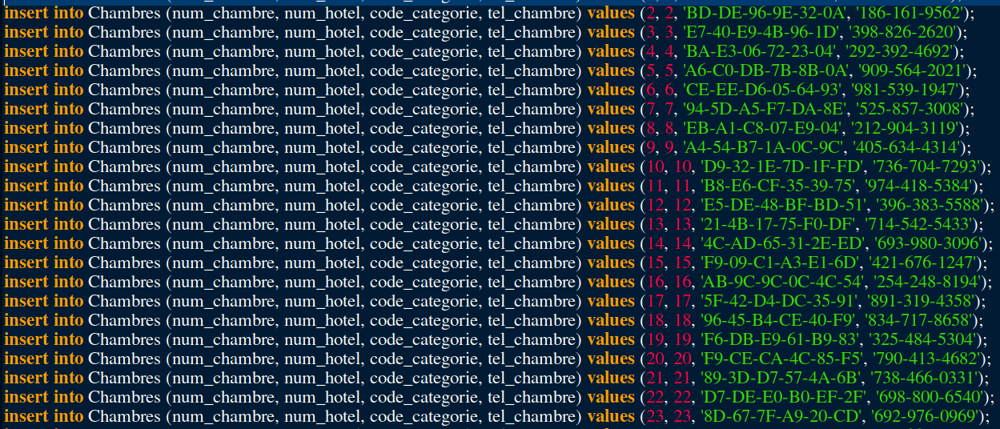 insert into Chambres (num_chambre, num_hotel, code_categorie, tel_chambre) values (2, 2, 'BD-DE-96-9E-32-0A', '186-161-9562');
insert into Chambres (num_chambre, num_hotel, code_categorie, tel_chambre) values (3, 3, 'E7-40-E9-4B-96-1D', '398-826-2620');
insert into Chambres (num_chambre, num_hotel, code_categorie, tel_chambre) values (4, 4, 'BA-E3-06-72-23-04', '292-392-4692');
insert into Chambres (num_chambre, num_hotel, code_categorie, tel_chambre) values (5, 5, 'A6-C0-DB-7B-8B-0A', '909-564-2021');
insert into Chambres (num_chambre, num_hotel, code_categorie, tel_chambre) values (6, 6, 'CE-EE-D6-05-64-93', '981-539-1947');
insert into Chambres (num_chambre, num_hotel, code_categorie, tel_chambre) values (7, 7, '94-5D-A5-F7-DA-8E', '525-857-3008');
insert into Chambres (num_chambre, num_hotel, code_categorie, tel_chambre) values (8, 8, 'EB-A1-C8-07-E9-04', '212-904-3119');
insert into Chambres (num_chambre, num_hotel, code_categorie, tel_chambre) values (9, 9, 'A4-54-B7-1A-0C-9C', '405-634-4314');
insert into Chambres (num_chambre, num_hotel, code_categorie, tel_chambre) values (10, 10, 'D9-32-1E-7D-1F-FD', '736-704-7293');
insert into Chambres (num_chambre, num_hotel, code_categorie, tel_chambre) values (11, 11, 'B8-E6-CF-35-39-75', '974-418-5384');
insert into Chambres (num_chambre, num_hotel, code_categorie, tel_chambre) values (12, 12, 'E5-DE-48-BF-BD-51', '396-383-5588');
insert into Chambres (num_chambre, num_hotel, code_categorie, tel_chambre) values (13, 13, '21-4B-17-75-F0-DF', '714-542-5433');
insert into Chambres (num_chambre, num_hotel, code_categorie, tel_chambre) values (14, 14, '4C-AD-65-31-2E-ED', '693-980-3096');
insert into Chambres (num_chambre, num_hotel, code_categorie, tel_chambre) values (15, 15, 'F9-09-C1-A3-E1-6D', '421-676-1247');
insert into Chambres (num_chambre, num_hotel, code_categorie, tel_chambre) values (16, 16, 'AB-9C-9C-0C-4C-54', '254-248-8194');
insert into Chambres (num_chambre, num_hotel, code_categorie, tel_chambre) values (17, 17, '5F-42-D4-DC-35-91', '891-319-4358');
insert into Chambres (num_chambre, num_hotel, code_categorie, tel_chambre) values (18, 18, '96-45-B4-CE-40-F9', '834-717-8658');
insert into Chambres (num_chambre, num_hotel, code_categorie, tel_chambre) values (19, 19, 'F6-DB-E9-61-B9-83', '325-484-5304');
insert into Chambres (num_chambre, num_hotel, code_categorie, tel_chambre) values (20, 20, 'F9-CE-CA-4C-85-F5', '790-413-4682');
insert into Chambres (num_chambre, num_hotel, code_categorie, tel_chambre) values (21, 21, '89-3D-D7-57-4A-6B', '738-466-0331');
insert into Chambres (num_chambre, num_hotel, code_categorie, tel_chambre) values (22, 22, 'D7-DE-E0-B0-EF-2F', '698-800-6540');
insert into Chambres (num_chambre, num_hotel, code_categorie, tel_chambre) values (23, 23, '8D-67-7F-A9-20-CD', '692-976-0969');